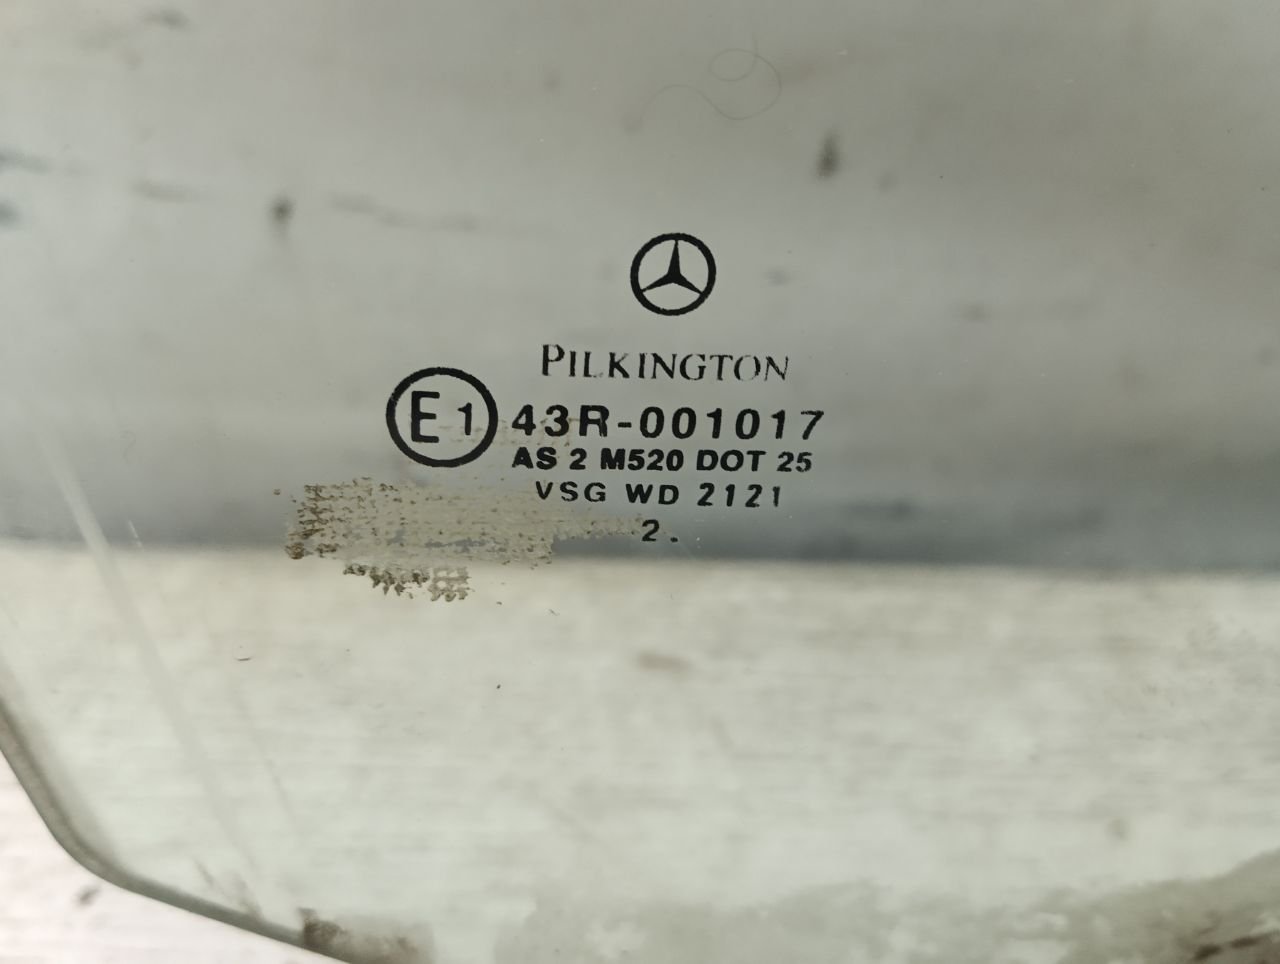 PILKINGTON
E1 43R-001017
AS 2 M520 DOT 25
VSG WD 2121
2.